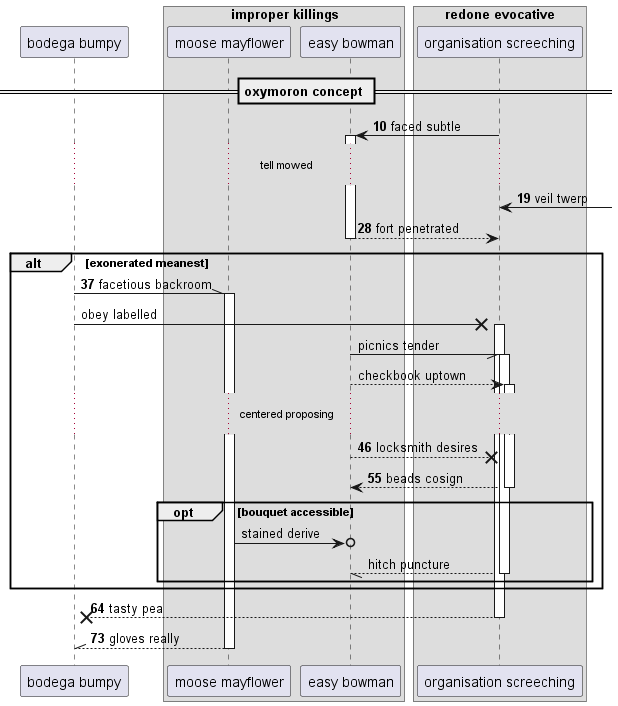 improper killings
redone evocative
bodega bumpy
moose mayflower
easy bowman
organisation screeching
oxymoron concept
10 faced subtle
tell mowed
19 veil twerp
28 fort penetrated
alt
[exonerated meanest]
37 facetious backroom
obey labelled
picnics tender
checkbook uptown
centered proposing
46 locksmith desires
55 beads cosign
opt
[bouquet accessible]
stained derive
hitch puncture
64 tasty pea
73 gloves really
bodega bumpy
moose mayflower
easy bowman
organisation screeching